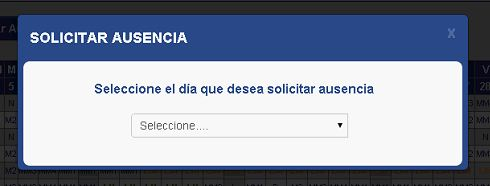 SOLICITAR AUSENCIA
X
Seleccione el día que desea solicitar ausencia
Seleccione....